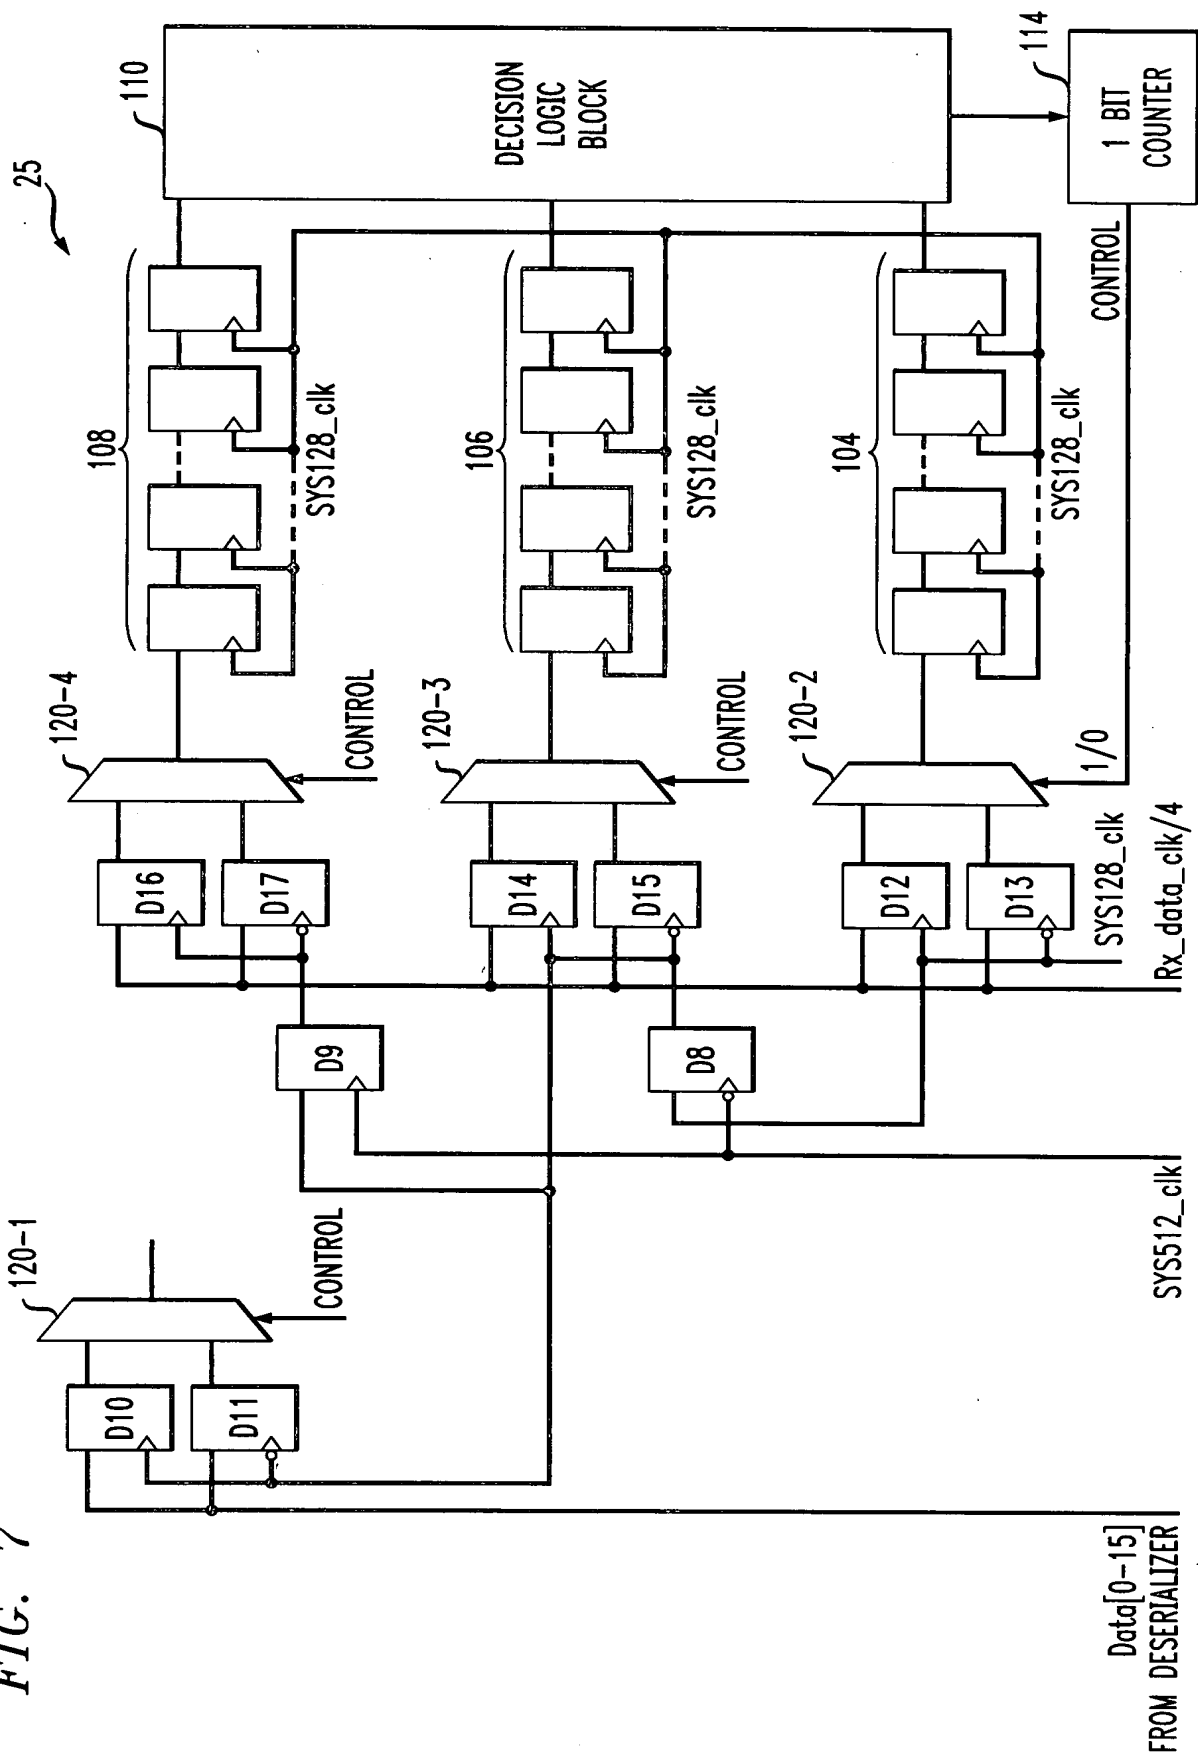 FIG. 7
25
110
DECISION
LOGIC
BLOCK
114
1 BIT
COUNTER
CONTROL
108
SYS128_clk
106
SYS128_clk
104
SYS128_clk
120-4
CONTROL
120-3
CONTROL
120-2
1/0
D16
D17
D14
D15
D12
D13
SYS128_clk
Rx_data_clk/4
D9
D8
SYS512_clk
120-1
CONTROL
D10
D11
Data[0-15]
FROM DESERIALIZER